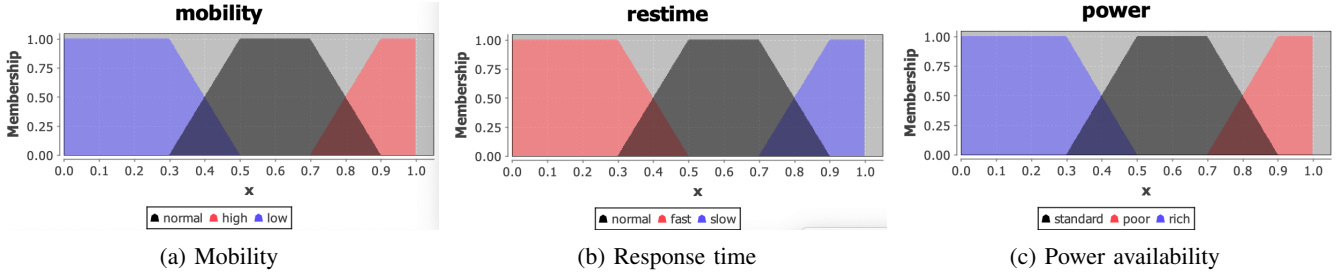 mobility
Membership
1.00
0.75
0.50
0.25
0.00
0.0 0.1 0.2 0.3 0.4 0.5 0.6 0.7 0.8 0.9 1.0
x
normal high low
(a) Mobility
restime
Membership
1.00
0.75
0.50
0.25
0.00
0.0 0.1 0.2 0.3 0.4 0.5 0.6 0.7 0.8 0.9 1.0
x
normal fast slow
(b) Response time
power
Membership
1.00
0.75
0.50
0.25
0.00
0.0 0.1 0.2 0.3 0.4 0.5 0.6 0.7 0.8 0.9 1.0
x
standard poor rich
(c) Power availability